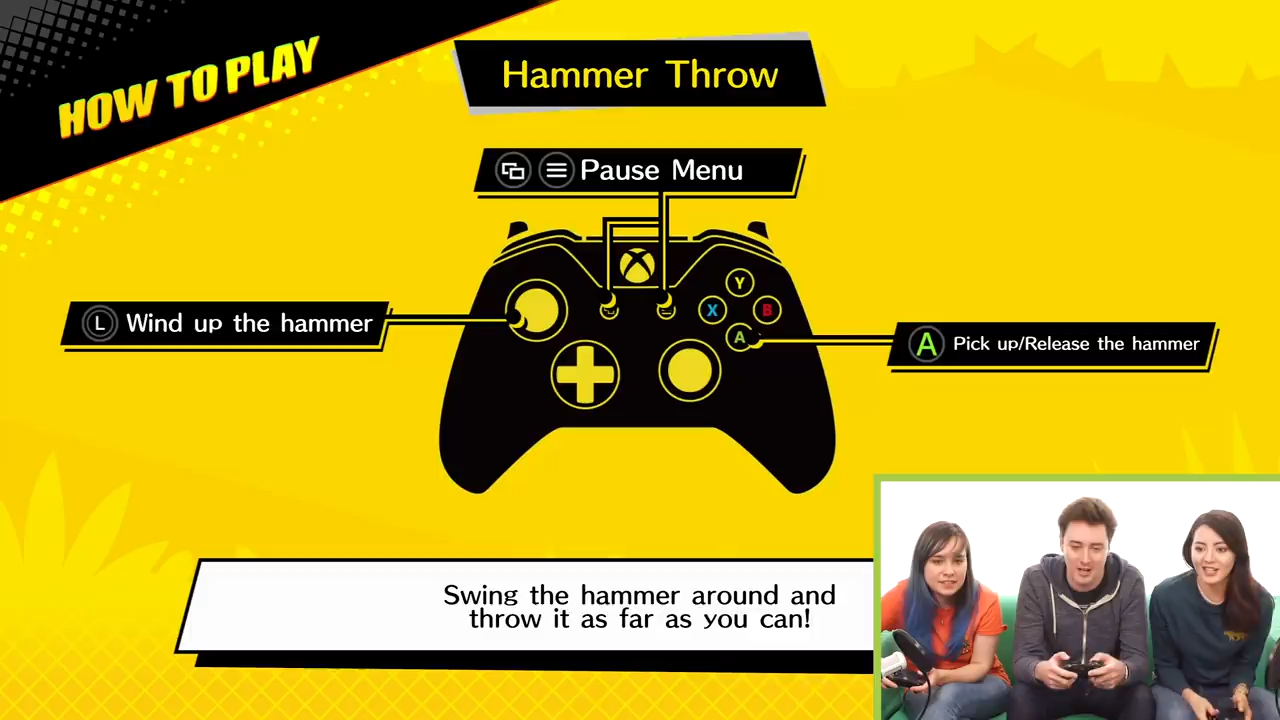 HOW TO PLAY
Hammer Throw
Pause Menu
Y
X
B
A
L Wind up the hammer
A Pick up/Release the hammer
Swing the hammer around and
throw it as far as you can!